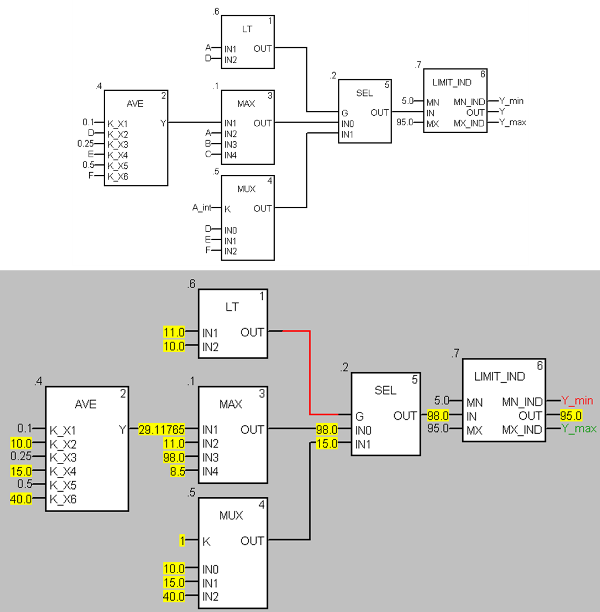 .6
LT
1
A
IN1
OUT
D
IN2
.2
SEL
5
G
OUT
IN0
IN1
.7
LIMIT_IND
6
5.0
MN
MN_IND
Y_min
IN
OUT
Y
95.0
MX
MX_IND
Y_max
.4
AVE
2
0.1
K_X1
Y
D
K_X2
0.25
K_X3
E
K_X4
0.5
K_X5
F
K_X6
.1
MAX
3
IN1
OUT
A
IN2
B
IN3
C
IN4
.5
MUX
4
A_int
K
OUT
D
IN0
E
IN1
F
IN2
.6
LT
1
11.0
IN1
OUT
10.0
IN2
.2
SEL
5
G
OUT
98.0
IN0
15.0
IN1
.7
LIMIT_IND
6
5.0
MN
MN_IND
Y_min
98.0
IN
OUT
95.0
95.0
MX
MX_IND
Y_max
.4
AVE
2
0.1
K_X1
Y
29.11765
10.0
K_X2
0.25
K_X3
15.0
K_X4
0.5
K_X5
40.0
K_X6
.1
MAX
3
IN1
OUT
11.0
IN2
98.0
IN3
8.5
IN4
.5
MUX
4
1
K
OUT
10.0
IN0
15.0
IN1
40.0
IN2